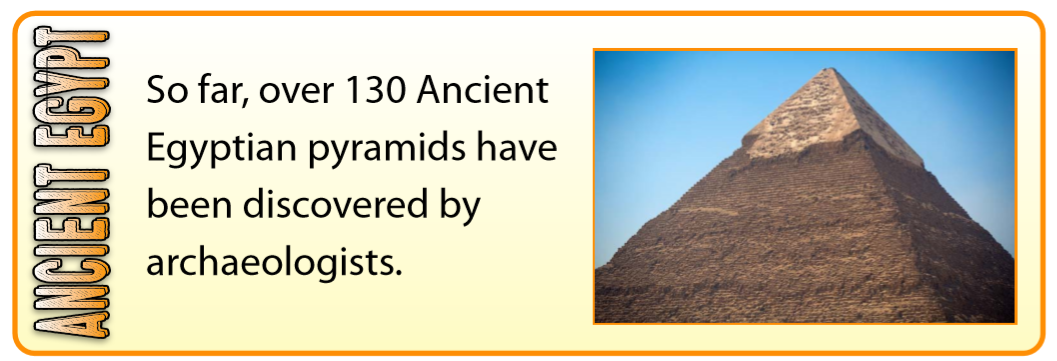 ANCIENT EGYPT
So far, over 130 Ancient
Egyptian pyramids have
been discovered by
archaeologists.